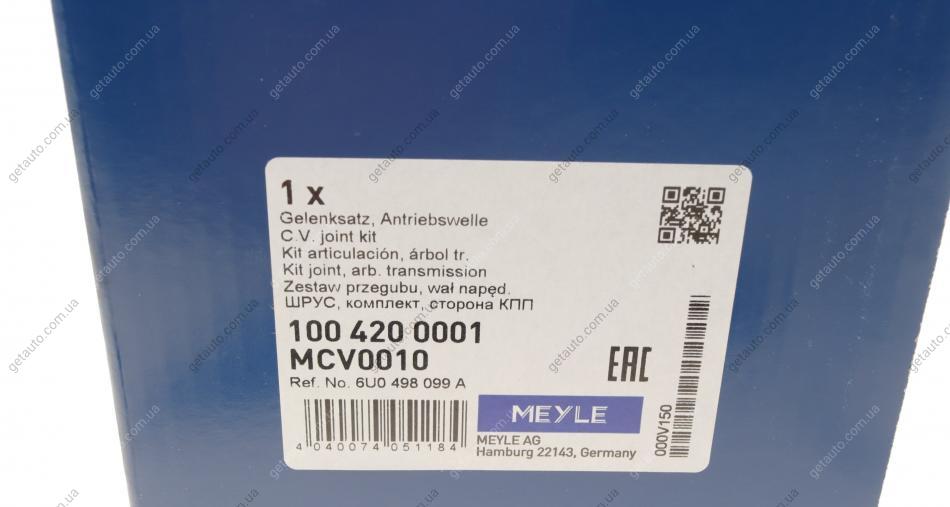 1 x
Gelenksatz, Antriebswelle
C.V. joint kit
Kit articulación, árbol tr.
Kit joint, arb. transmission
Zestaw przegubu, wał napęd.
ШРУС, комплект, сторона КПП
100 420 0001
MCV0010
Ref. No. 6U0 498 099 A
EAC
4 040074 051184
MEYLE
MEYLE AG
Hamburg 22143, Germany
000V150
getauto.com.ua